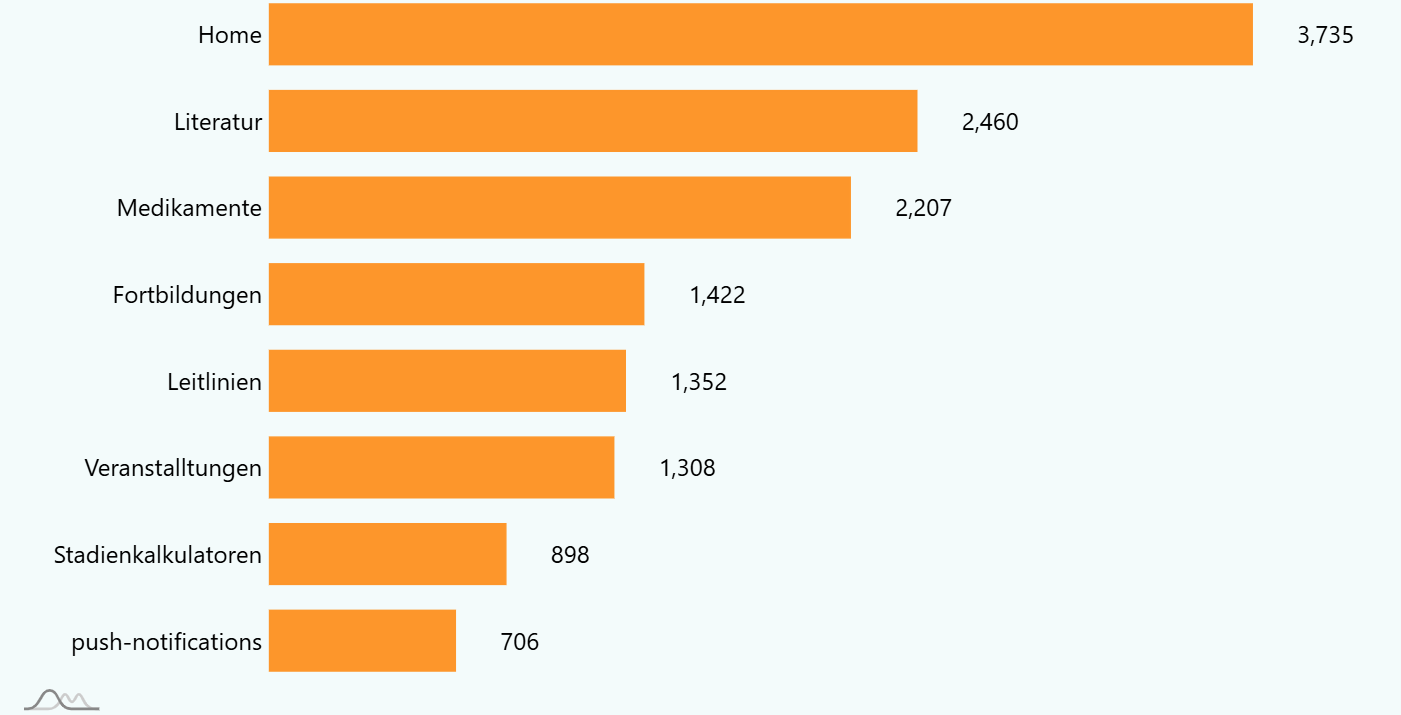 Home 3,735
Literatur 2,460
Medikamente 2,207
Fortbildungen 1,422
Leitlinien 1,352
Veranstalltungen 1,308
Stadienkalkulatoren 898
push-notifications 706